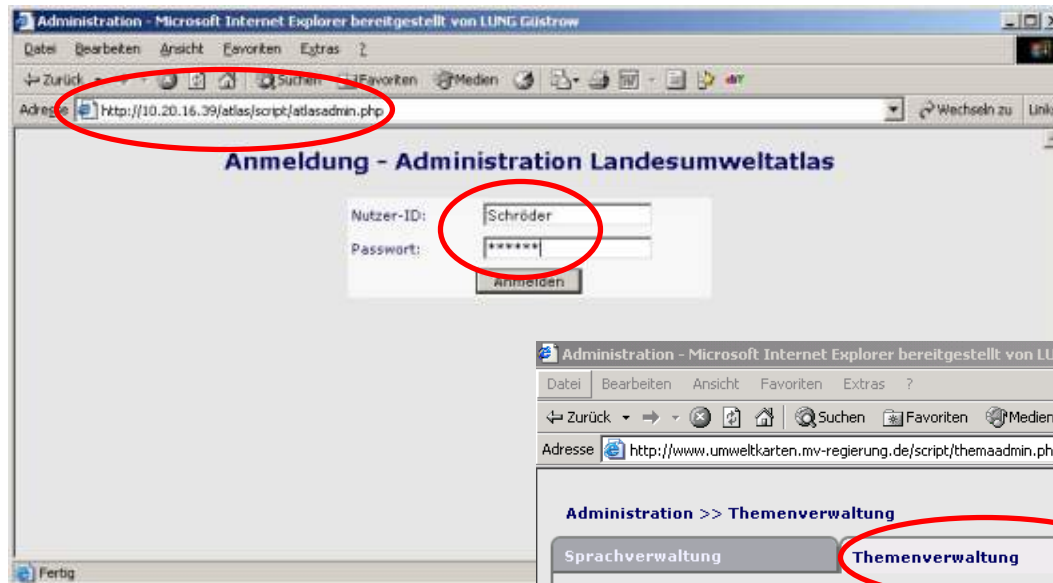 Administration - Microsoft Internet Explorer bereitgestellt von LUNG Güstrow
Datei Bearbeiten Ansicht Favoriten Extras ?
Zurück Suchen Favoriten Medien
Adresse http://10.20.16.39/atlas/script/atlasadmin.php Wechseln zu Link
Anmeldung - Administration Landesumweltatlas
Nutzer-ID: Schröder
Passwort: ******
Anmelden
Fertig
Administration - Microsoft Internet Explorer bereitgestellt von LU
Datei Bearbeiten Ansicht Favoriten Extras ?
Zurück Suchen Favoriten Medien
Adresse http://www.umweltkarten.mv-regierung.de/script/themaadmin.ph
Administration >> Themenverwaltung
Sprachverwaltung Themenverwaltung